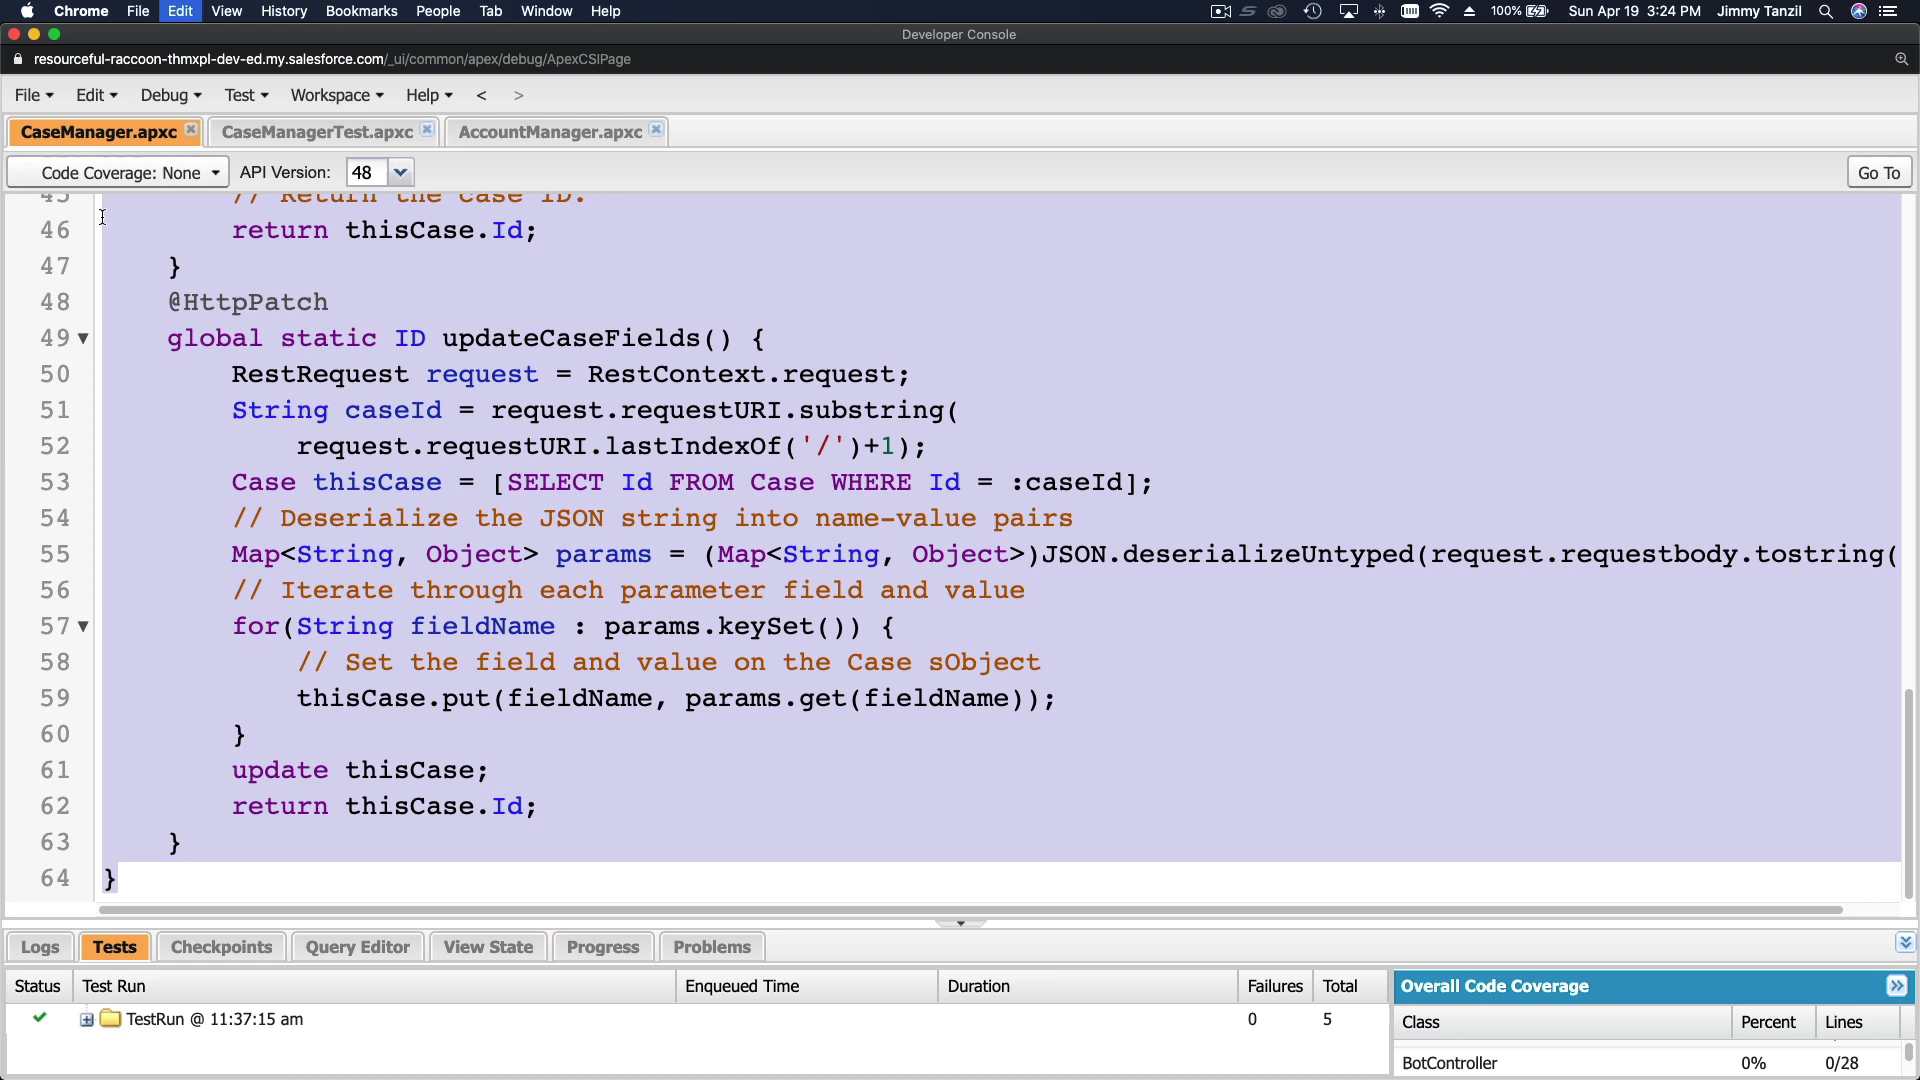 Chrome File Edit View History Bookmarks People Tab Window Help 100% Sun Apr 19 3:24 PM Jimmy Tanzil
Developer Console
resourceful-raccoon-thmxpl-dev-ed.my.salesforce.com/_ui/common/apex/debug/ApexCSIPage
File Edit Debug Test Workspace Help < >
CaseManager.apxc CaseManagerTest.apxc AccountManager.apxc
Code Coverage: None API Version: 48 Go To
45 // Return the case ID.
46 return thisCase.Id;
47 }
48 @HttpPatch
49 global static ID updateCaseFields() {
50 RestRequest request = RestContext.request;
51 String caseId = request.requestURI.substring(
52 request.requestURI.lastIndexOf('/')+1);
53 Case thisCase = [SELECT Id FROM Case WHERE Id = :caseId];
54 // Deserialize the JSON string into name-value pairs
55 Map<String, Object> params = (Map<String, Object>)JSON.deserializeUntyped(request.requestbody.tostring(
56 // Iterate through each parameter field and value
57 for(String fieldName : params.keySet()) {
58 // Set the field and value on the Case sObject
59 thisCase.put(fieldName, params.get(fieldName));
60 }
61 update thisCase;
62 return thisCase.Id;
63 }
64 }
Logs Tests Checkpoints Query Editor View State Progress Problems
Status Test Run Enqueued Time Duration Failures Total Overall Code Coverage
TestRun @ 11:37:15 am 0 5
Class Percent Lines
BotController 0% 0/28